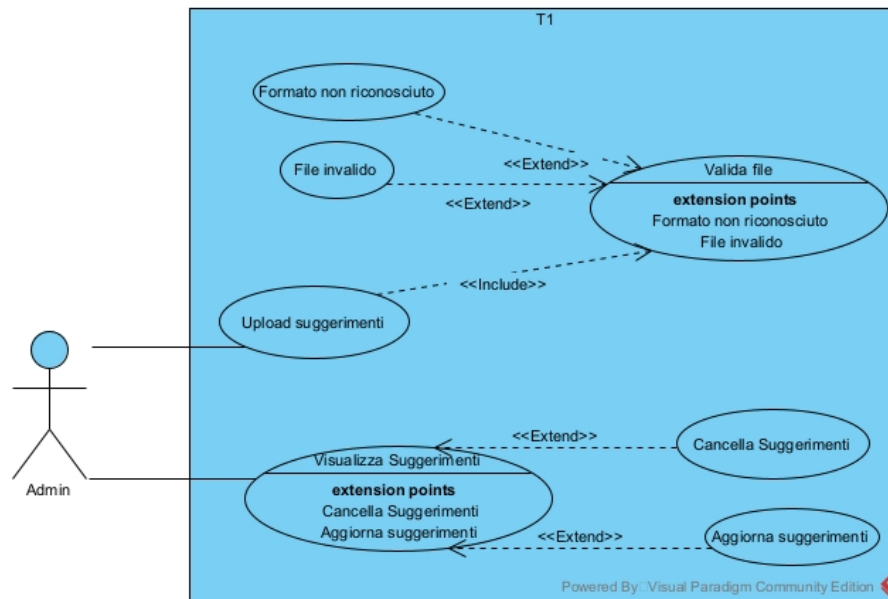 T1
Formato non riconosciuto
<<Extend>>
File invalido
<<Extend>>
Valida file
extension points
Formato non riconosciuto
File invalido
<<Include>>
Upload suggerimenti
Admin
<<Extend>>
Cancella Suggerimenti
Visualizza Suggerimenti
extension points
Cancella Suggerimenti
Aggiorna suggerimenti
<<Extend>>
Aggiorna suggerimenti
Powered By Visual Paradigm Community Edition